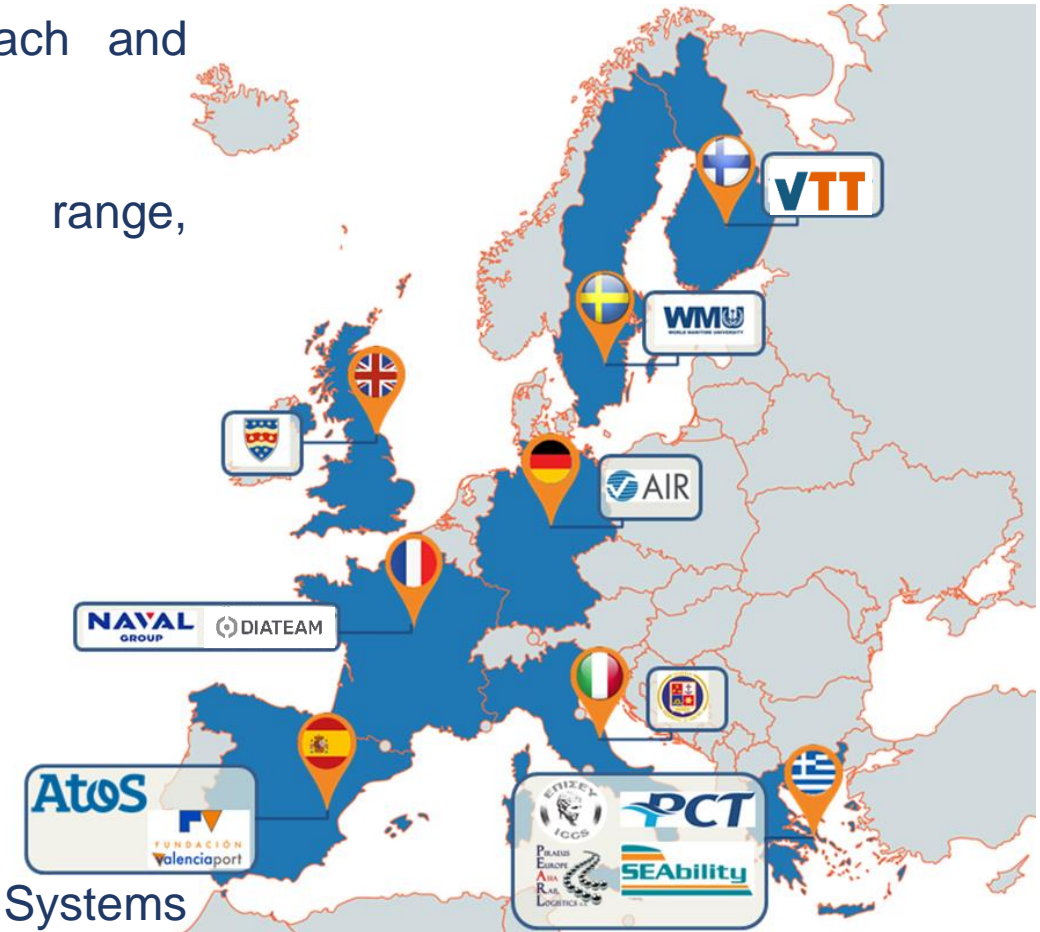 ach and
range,
VTT
WMU
WORLD MARITIME UNIVERSITY
AIR
NAVAL
GROUP
DIATEAM
AtoS
FUNDACIÓN
Valenciaport
ΕΠΙΣΕΥ
ICCS
PCT
PIRAEUS
EUROPE
ASIA
RAIL
LOGISTICS
SEAbility
Systems